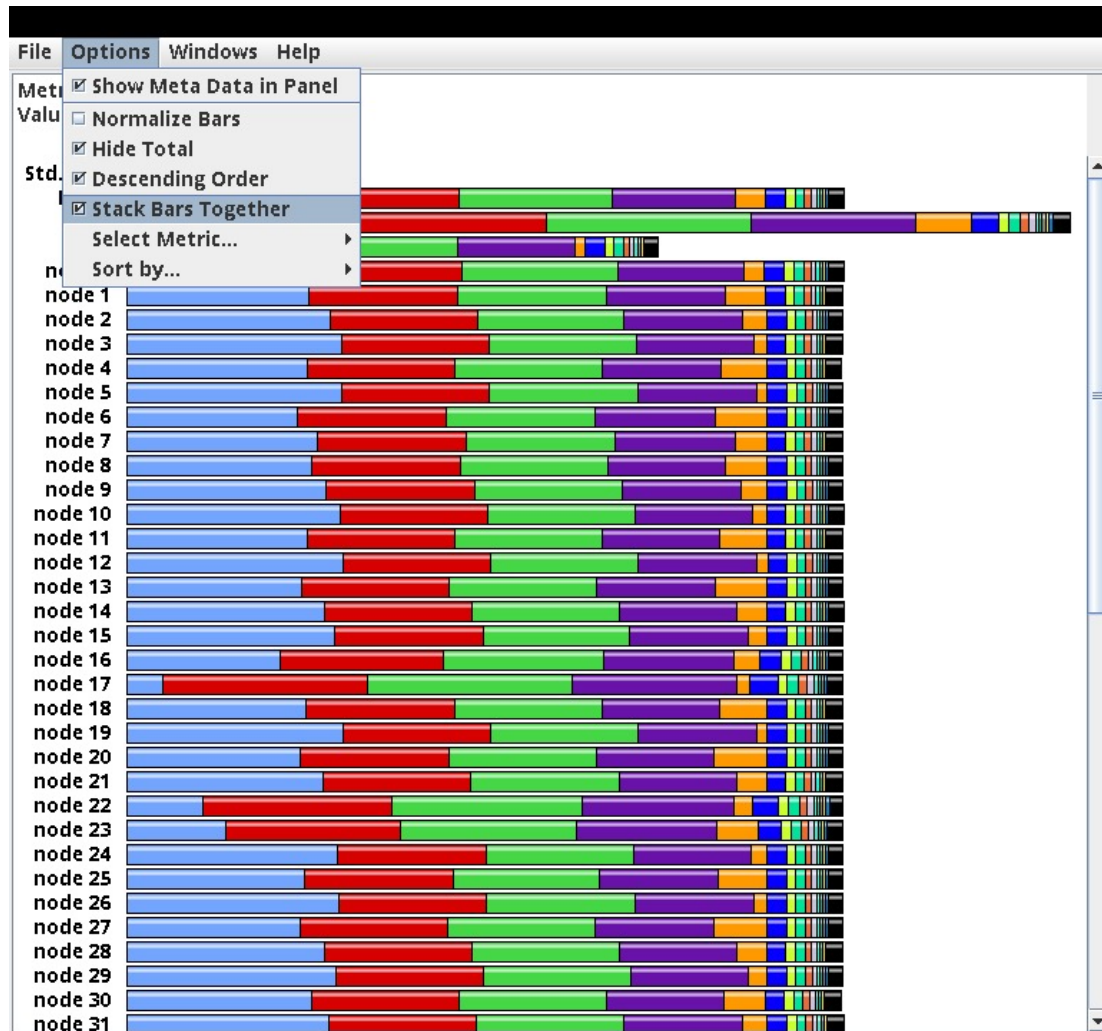 File Options Windows Help
Show Meta Data in Panel
Normalize Bars
Hide Total
Descending Order
Stack Bars Together
Select Metric...
Sort by...
Std.
node 1
node 2
node 3
node 4
node 5
node 6
node 7
node 8
node 9
node 10
node 11
node 12
node 13
node 14
node 15
node 16
node 17
node 18
node 19
node 20
node 21
node 22
node 23
node 24
node 25
node 26
node 27
node 28
node 29
node 30
node 31